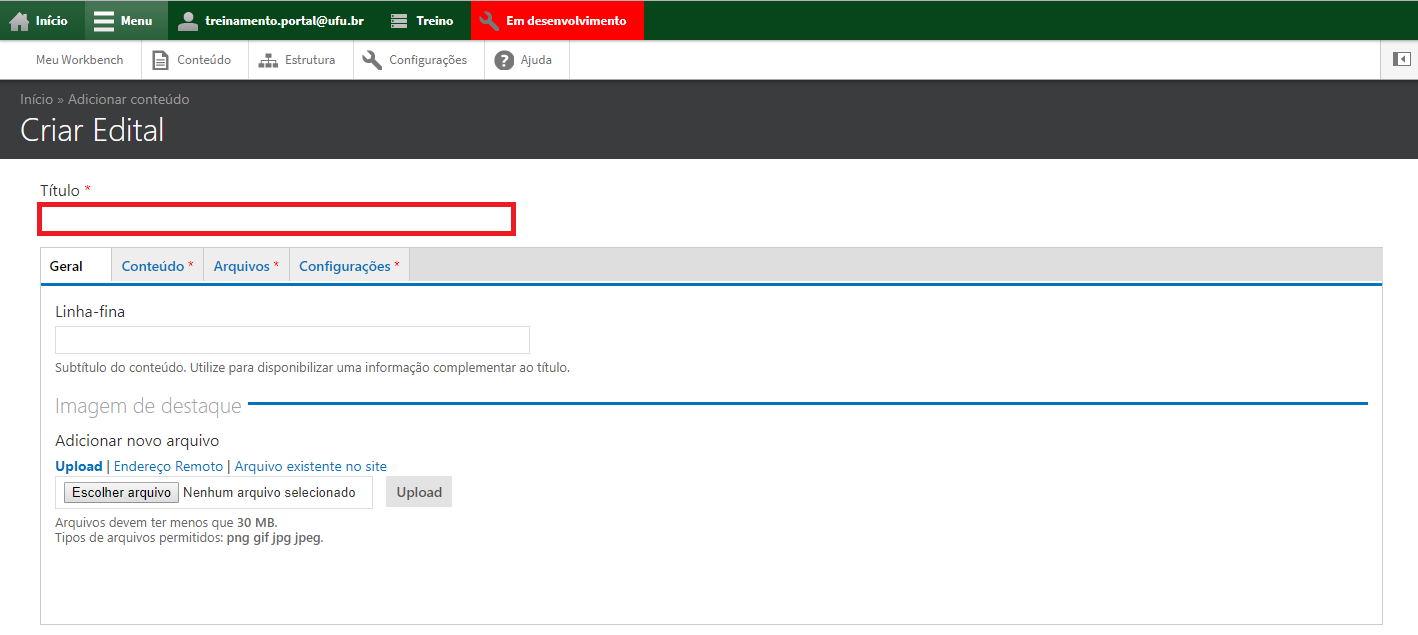 Início Menu treinamento.portal@ufu.br Treino Em desenvolvimento
Meu Workbench Conteúdo Estrutura Configurações ? Ajuda
Início » Adicionar conteúdo
Criar Edital
Título *
Geral Conteúdo * Arquivos * Configurações *
Linha-fina
Subtítulo do conteúdo. Utilize para disponibilizar uma informação complementar ao título.
Imagem de destaque
Adicionar novo arquivo
Upload | Endereço Remoto | Arquivo existente no site
Escolher arquivo Nenhum arquivo selecionado Upload
Arquivos devem ter menos que 30 MB.
Tipos de arquivos permitidos: png gif jpg jpeg.